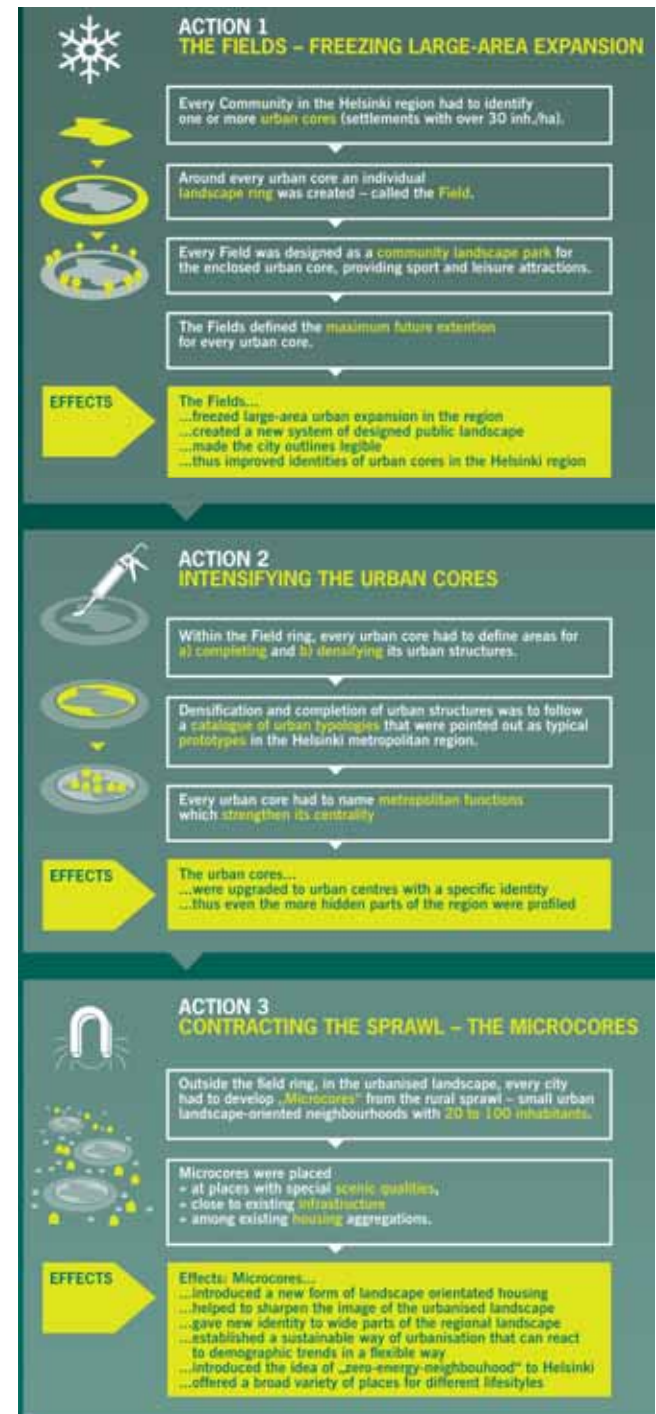 ACTION 1
THE FIELDS – FREEZING LARGE-AREA EXPANSION
Every Community in the Helsinki region had to identify
one or more urban cores (settlements with over 30 inh./ha).
Around every urban core an individual
landscape ring was created – called the Field.
Every Field was designed as a community landscape park for
the enclosed urban core, providing sport and leisure attractions.
The Fields defined the maximum future extention
for every urban core.
EFFECTS
The Fields...
...freezed large-area urban expansion in the region
...created a new system of designed public landscape
...made the city outlines legible
...thus improved identities of urban cores in the Helsinki region
ACTION 2
INTENSIFYING THE URBAN CORES
Within the Field ring, every urban core had to define areas for
a) completing and b) densifying its urban structures.
Densification and completion of urban structures was to follow
a catalogue of urban typologies that were pointed out as typical
prototypes in the Helsinki metropolitan region.
Every urban core had to name metropolitan functions
which strengthen its centrality
EFFECTS
The urban cores...
...were upgraded to urban centres with a specific identity
...thus even the more hidden parts of the region were profiled
ACTION 3
CONTRACTING THE SPRAWL – THE MICROCORES
Outside the field ring, in the urbanised landscape, every city
had to develop „Microcores“ from the rural sprawl – small urban
landscape-oriented neighbourhoods with 20 to 100 inhabitants.
Microcores were placed
- at places with special scenic qualities,
- close to existing infrastructure
- among existing housing aggregations.
EFFECTS
Effects: Microcores...
...introduced a new form of landscape orientated housing
...helped to sharpen the image of the urbanised landscape
...gave new identity to wide parts of the regional landscape
...established a sustainable way of urbanisation that can react
to demographic trends in a flexible way
...introduced the idea of „zero-energy-neighbouhood“ to Helsinki
...offered a broad variety of places for different lifesityles